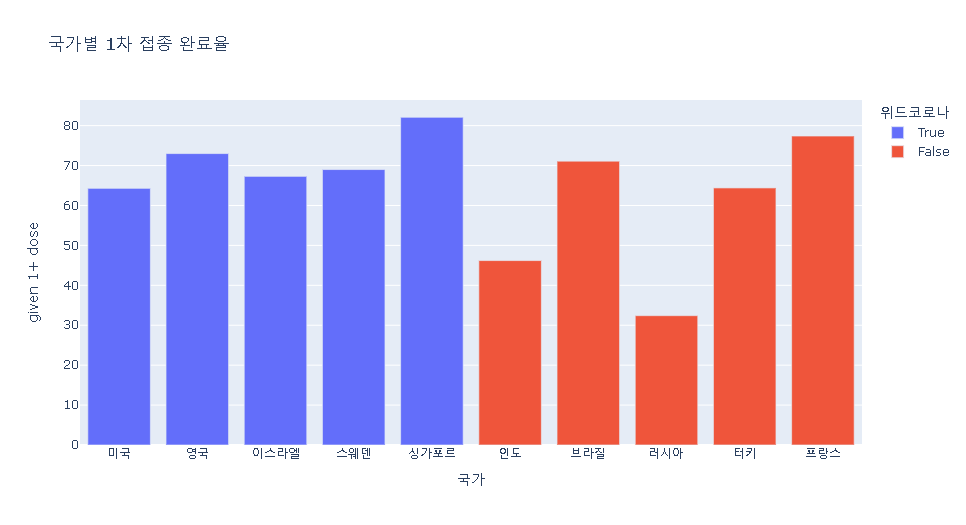 국가별 1차 접종 완료율
위드코로나
True
False
given 1+ dose
80
70
60
50
40
30
20
10
0
미국 영국 이스라엘 스웨덴 싱가포르 인도 브라질 러시아 터키 프랑스
국가